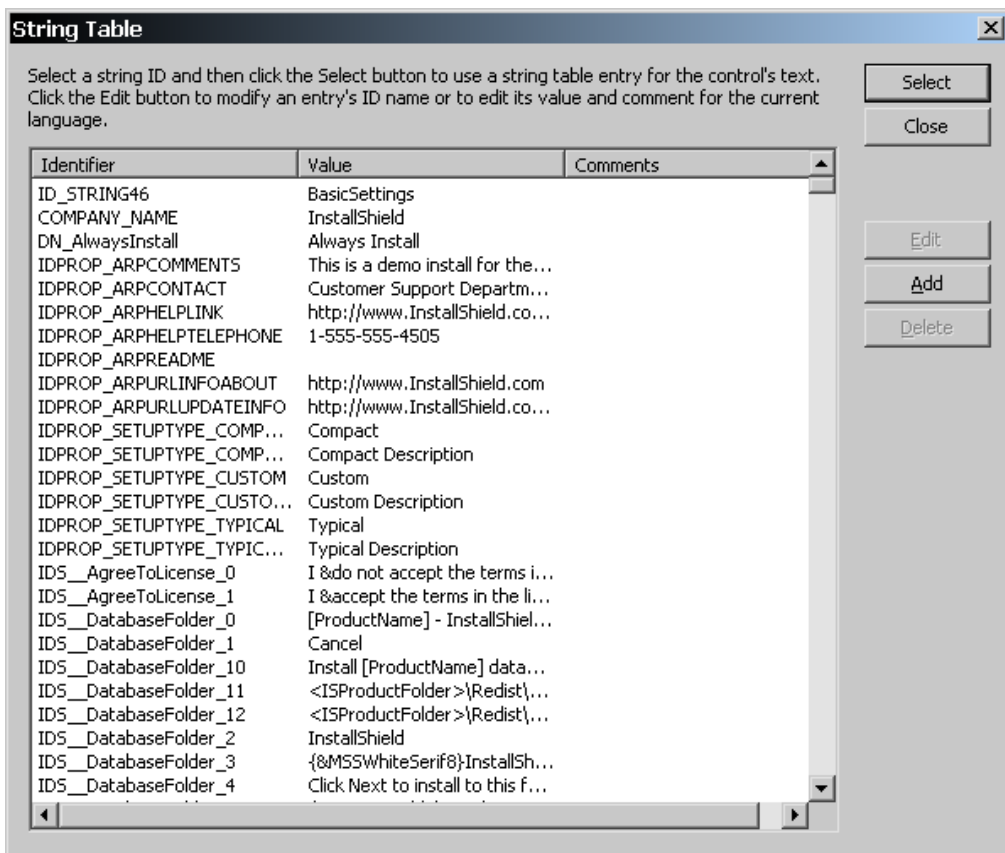 String Table
Select a string ID and then click the Select button to use a string table entry for the control's text.
Click the Edit button to modify an entry's ID name or to edit its value and comment for the current
language.
Select
Close
Edit
Add
Delete
Identifier Value Comments
ID_STRING46 BasicSettings
COMPANY_NAME InstallShield
DN_AlwaysInstall Always Install
IDPROP_ARPCOMMENTS This is a demo install for the...
IDPROP_ARPCONTACT Customer Support Departm...
IDPROP_ARPHELPLINK http://www.InstallShield.co...
IDPROP_ARPHELPTELEPHONE 1-555-555-4505
IDPROP_ARPREADME
IDPROP_ARPURLINFOABOUT http://www.InstallShield.com
IDPROP_ARPURLUPDATEINFO http://www.InstallShield.co...
IDPROP_SETUPTYPE_COMP... Compact
IDPROP_SETUPTYPE_COMP... Compact Description
IDPROP_SETUPTYPE_CUSTOM Custom
IDPROP_SETUPTYPE_CUSTO... Custom Description
IDPROP_SETUPTYPE_TYPICAL Typical
IDPROP_SETUPTYPE_TYPIC... Typical Description
IDS__AgreeToLicense_0 I &do not accept the terms i...
IDS__AgreeToLicense_1 I &accept the terms in the li...
IDS__DatabaseFolder_0 [ProductName] - InstallShiel...
IDS__DatabaseFolder_1 Cancel
IDS__DatabaseFolder_10 Install [ProductName] data...
IDS__DatabaseFolder_11 <ISProductFolder>\Redist\...
IDS__DatabaseFolder_12 <ISProductFolder>\Redist\...
IDS__DatabaseFolder_2 InstallShield
IDS__DatabaseFolder_3 {&MSSWhiteSerif8}InstallSh...
IDS__DatabaseFolder_4 Click Next to install to this f...